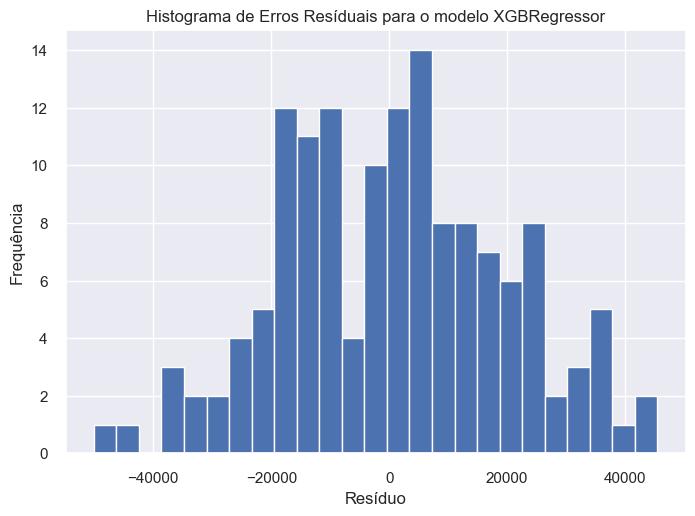 Histograma de Erros Resíduais para o modelo XGBRegressor
14
12
10
8
6
4
2
0
Frequência
−40000 −20000 0 20000 40000
Resíduo